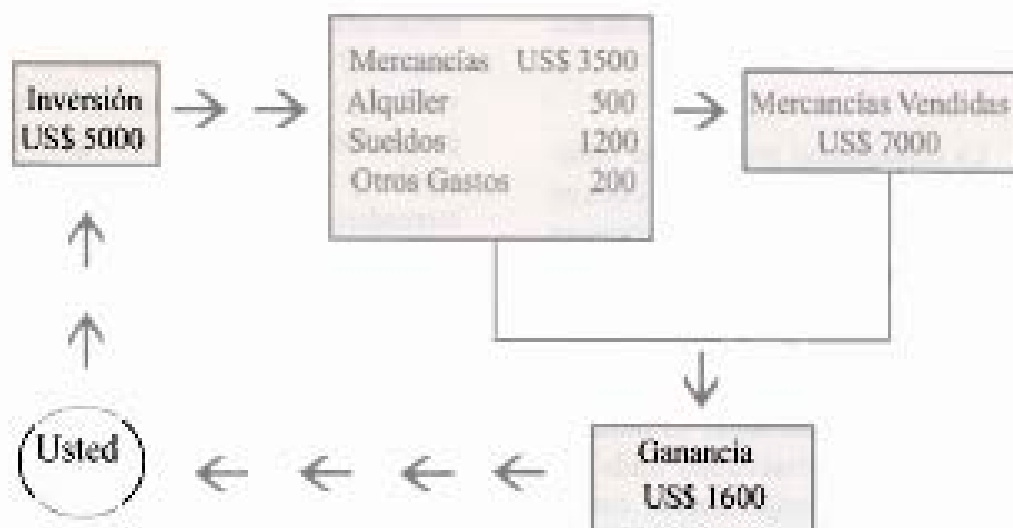 Inversión
US$ 5000
Mercancías US$ 3500
Alquiler 500
Sueldos 1200
Otros Gastos 200
Mercancías Vendidas
US$ 7000
Usted
Ganancia
US$ 1600